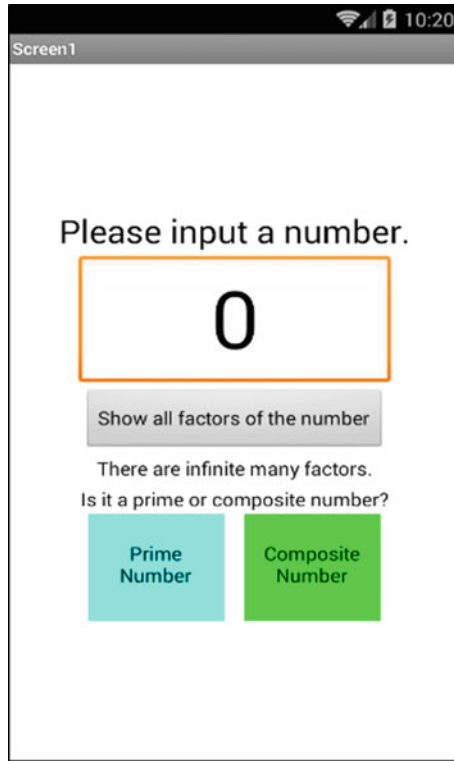 10:20
Screen1
Please input a number.
0
Show all factors of the number
There are infinite many factors.
Is it a prime or composite number?
Prime
Number
Composite
Number